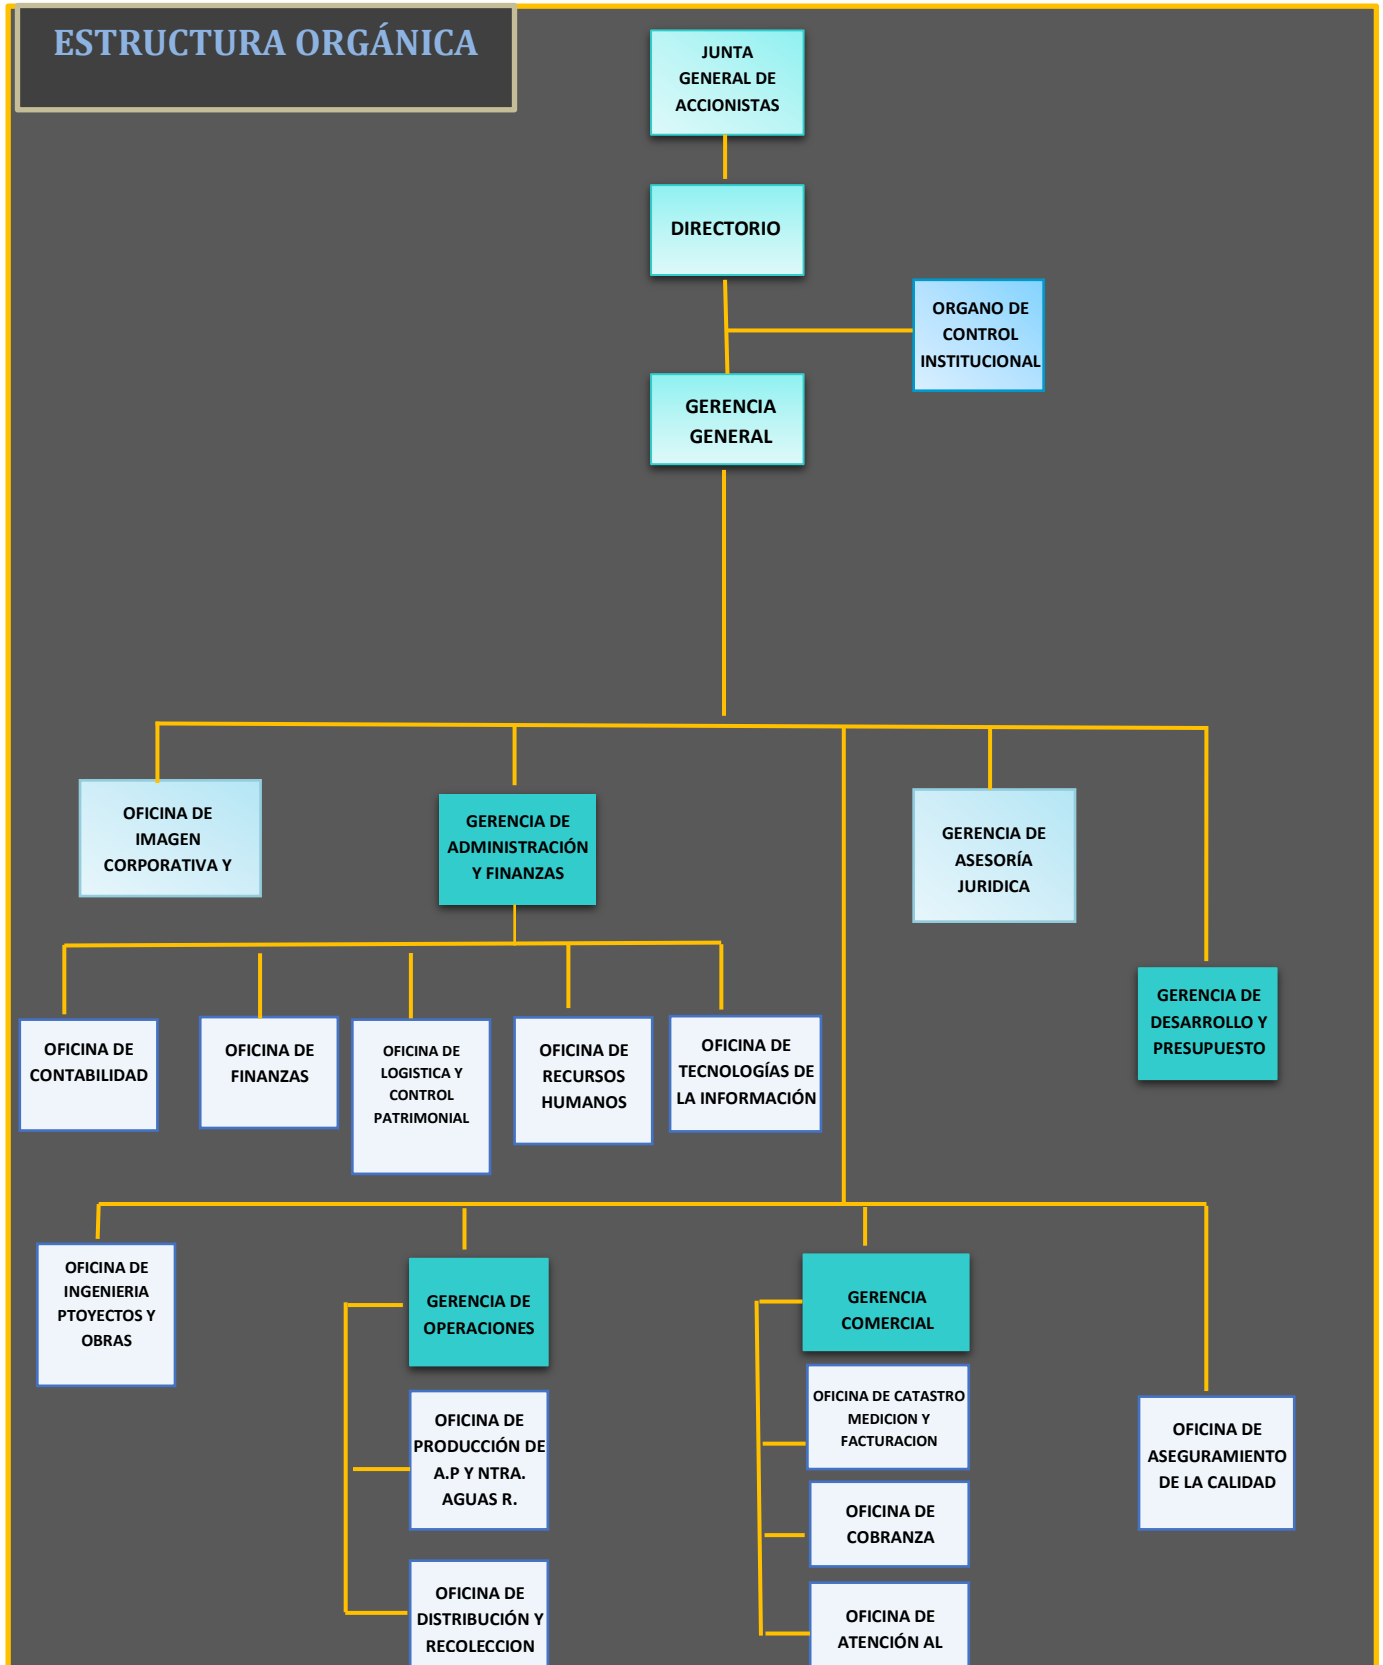 ESTRUCTURA ORGÁNICA
JUNTA
GENERAL DE
ACCIONISTAS
DIRECTORIO
ORGANO DE
CONTROL
INSTITUCIONAL
GERENCIA
GENERAL
OFICINA DE
IMAGEN
CORPORATIVA Y
GERENCIA DE
ADMINISTRACIÓN
Y FINANZAS
GERENCIA DE
ASESORÍA
JURIDICA
GERENCIA DE
DESARROLLO Y
PRESUPUESTO
OFICINA DE
CONTABILIDAD
OFICINA DE
FINANZAS
OFICINA DE
LOGISTICA Y
CONTROL
PATRIMONIAL
OFICINA DE
RECURSOS
HUMANOS
OFICINA DE
TECNOLOGÍAS DE
LA INFORMACIÓN
OFICINA DE
INGENIERIA
PTOYECTOS Y
OBRAS
GERENCIA DE
OPERACIONES
GERENCIA
COMERCIAL
OFICINA DE
PRODUCCIÓN DE
A.P Y NTRA.
AGUAS R.
OFICINA DE CATASTRO
MEDICION Y
FACTURACION
OFICINA DE
ASEGURAMIENTO
DE LA CALIDAD
OFICINA DE
COBRANZA
OFICINA DE
DISTRIBUCIÓN Y
RECOLECCION
OFICINA DE
ATENCIÓN AL